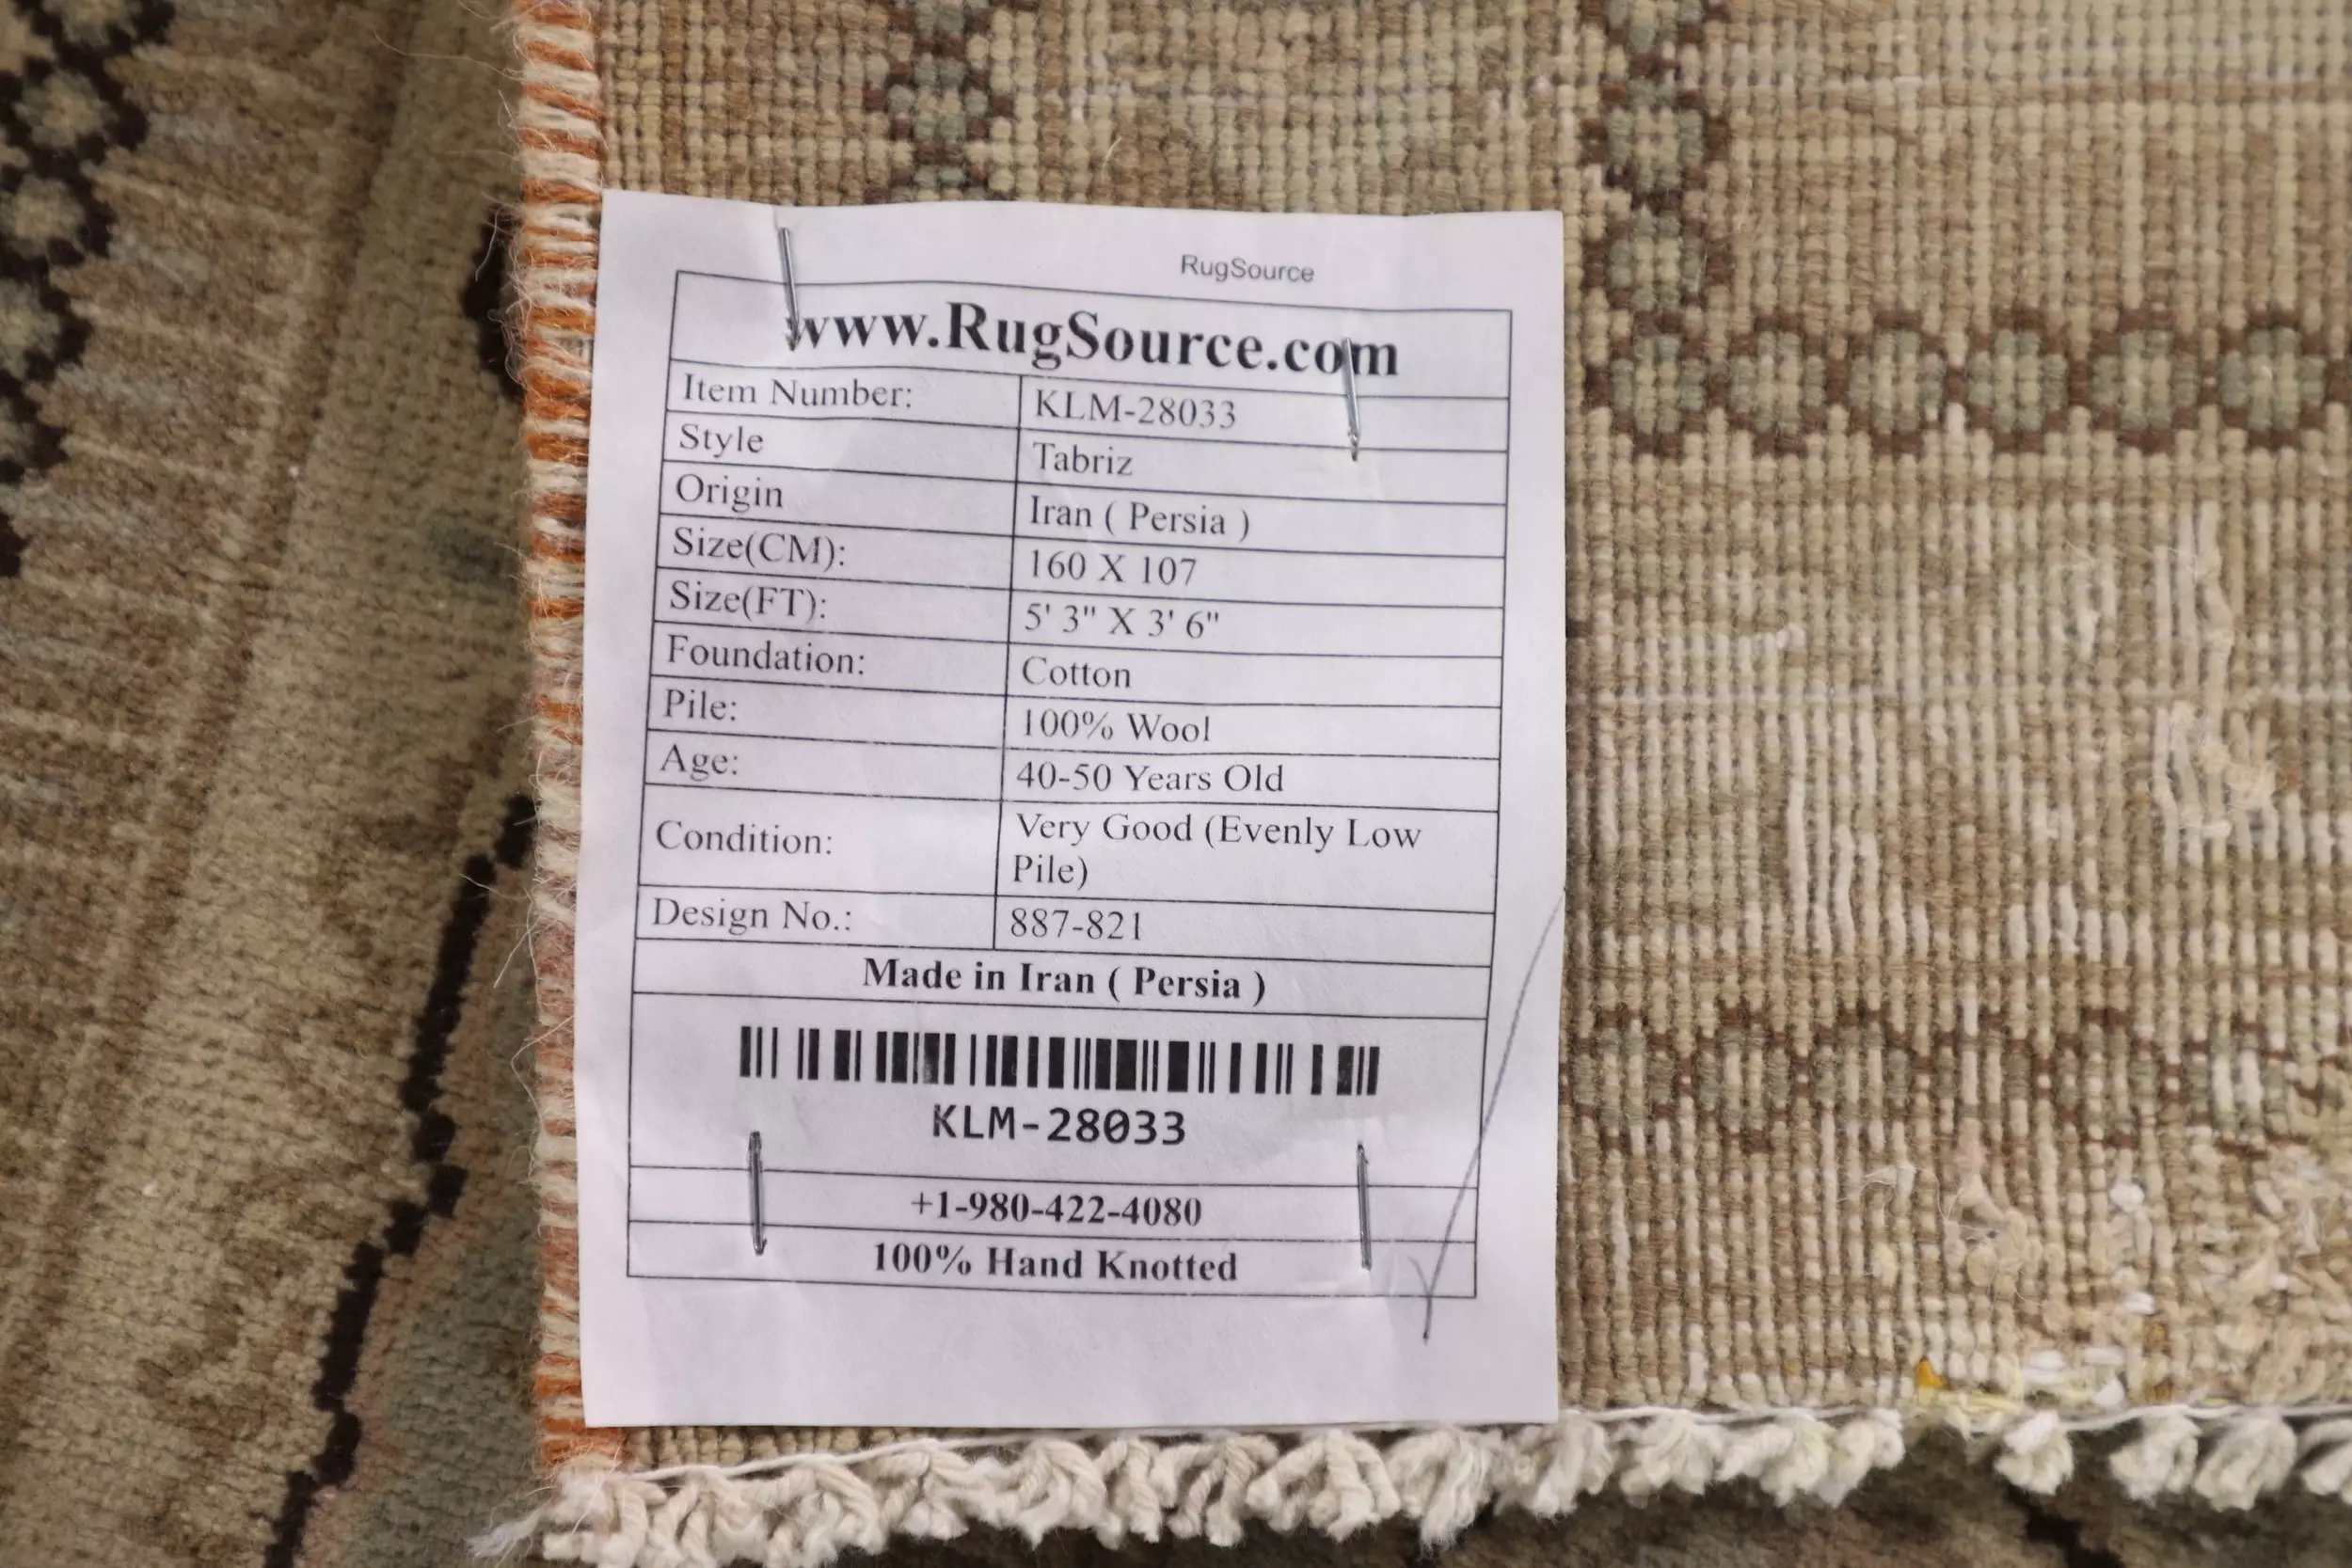 RugSource
www.RugSource.com
Item Number: KLM-28033
Style Tabriz
Origin Iran ( Persia )
Size(CM): 160 X 107
Size(FT): 5' 3" X 3' 6"
Foundation: Cotton
Pile: 100% Wool
Age: 40-50 Years Old
Condition: Very Good (Evenly Low
Pile)
Design No.: 887-821
Made in Iran ( Persia )
KLM-28033
+1-980-422-4080
100% Hand Knotted